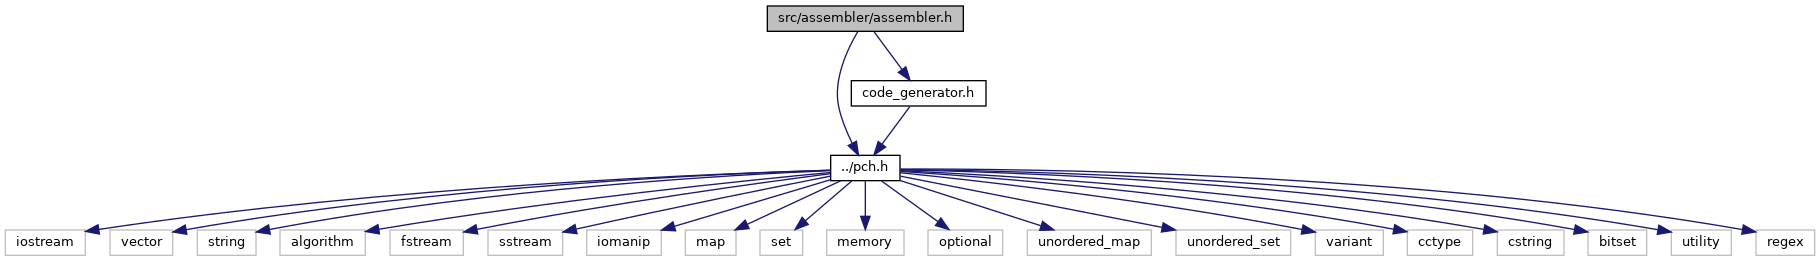 src/assembler/assembler.h
code_generator.h
../pch.h
iostream
vector
string
algorithm
fstream
sstream
iomanip
map
set
memory
optional
unordered_map
unordered_set
variant
cctype
cstring
bitset
utility
regex